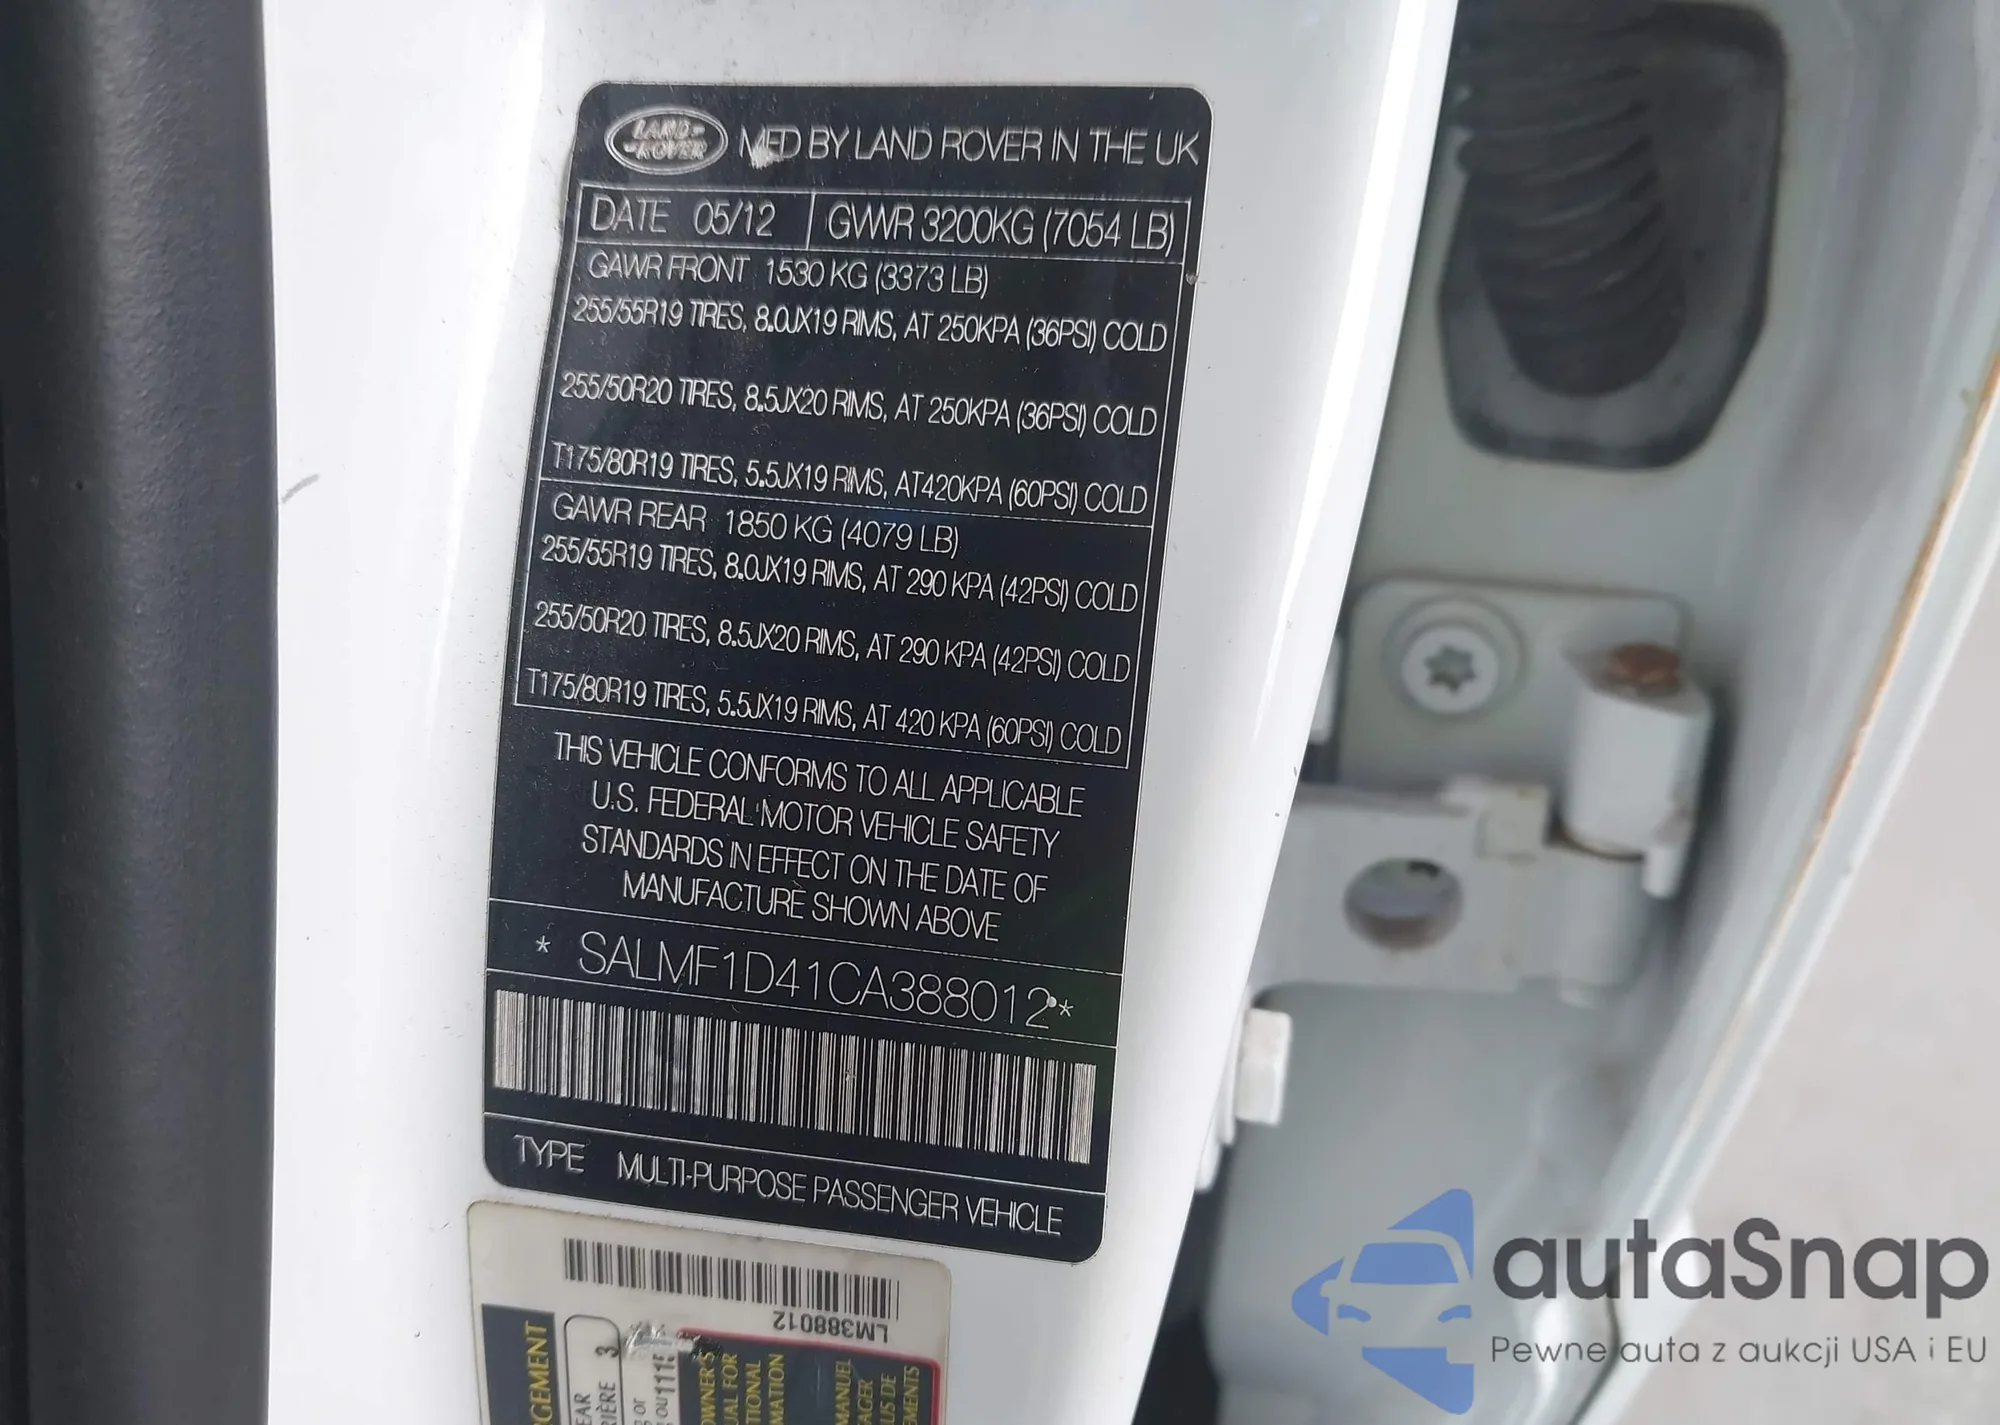 LAND-
-ROVER
MFD BY LAND ROVER IN THE UK
DATE 05/12 GVWR 3200KG (7054 LB)
GAWR FRONT 1530 KG (3373 LB)
255/55R19 TIRES, 8.0JX19 RIMS, AT 250KPA (36PSI) COLD
255/50R20 TIRES, 8.5JX20 RIMS, AT 250KPA (36PSI) COLD
T175/80R19 TIRES, 5.5JX19 RIMS, AT420KPA (60PSI) COLD
GAWR REAR 1850 KG (4079 LB)
255/55R19 TIRES, 8.0JX19 RIMS, AT 290 KPA (42PSI) COLD
255/50R20 TIRES, 8.5JX20 RIMS, AT 290 KPA (42PSI) COLD
T175/80R19 TIRES, 5.5JX19 RIMS, AT 420 KPA (60PSI) COLD
THIS VEHICLE CONFORMS TO ALL APPLICABLE
U.S. FEDERAL MOTOR VEHICLE SAFETY
STANDARDS IN EFFECT ON THE DATE OF
MANUFACTURE SHOWN ABOVE
* SALMF1D41CA388012 *
TYPE MULTI-PURPOSE PASSENGER VEHICLE
LM388012
3
MANUEL
autoSnap
Pewne auta z aukcji USA i EU